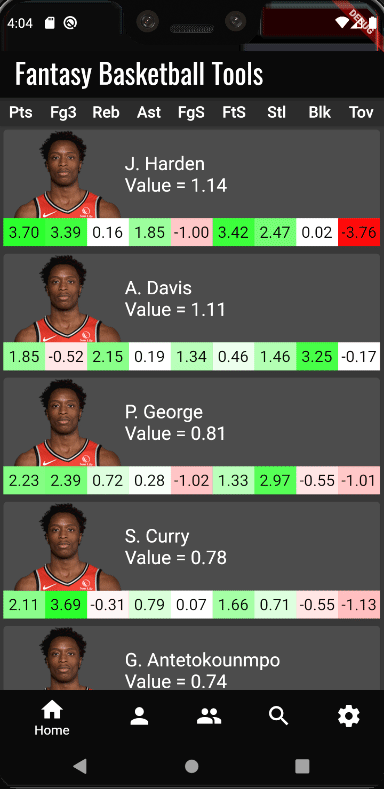 4:04
DEBUG
Fantasy Basketball Tools
Pts Fg3 Reb Ast FgS FtS Stl Blk Tov
J. Harden
Value = 1.14
3.70 3.39 0.16 1.85 -1.00 3.42 2.47 0.02 -3.76
A. Davis
Value = 1.11
1.85 -0.52 2.15 0.19 1.34 0.46 1.46 3.25 -0.17
P. George
Value = 0.81
2.23 2.39 0.72 0.28 -1.02 1.33 2.97 -0.55 -1.01
S. Curry
Value = 0.78
2.11 3.69 -0.31 0.79 0.07 1.66 0.71 -0.55 -1.13
G. Antetokounmpo
Value = 0.74
Home